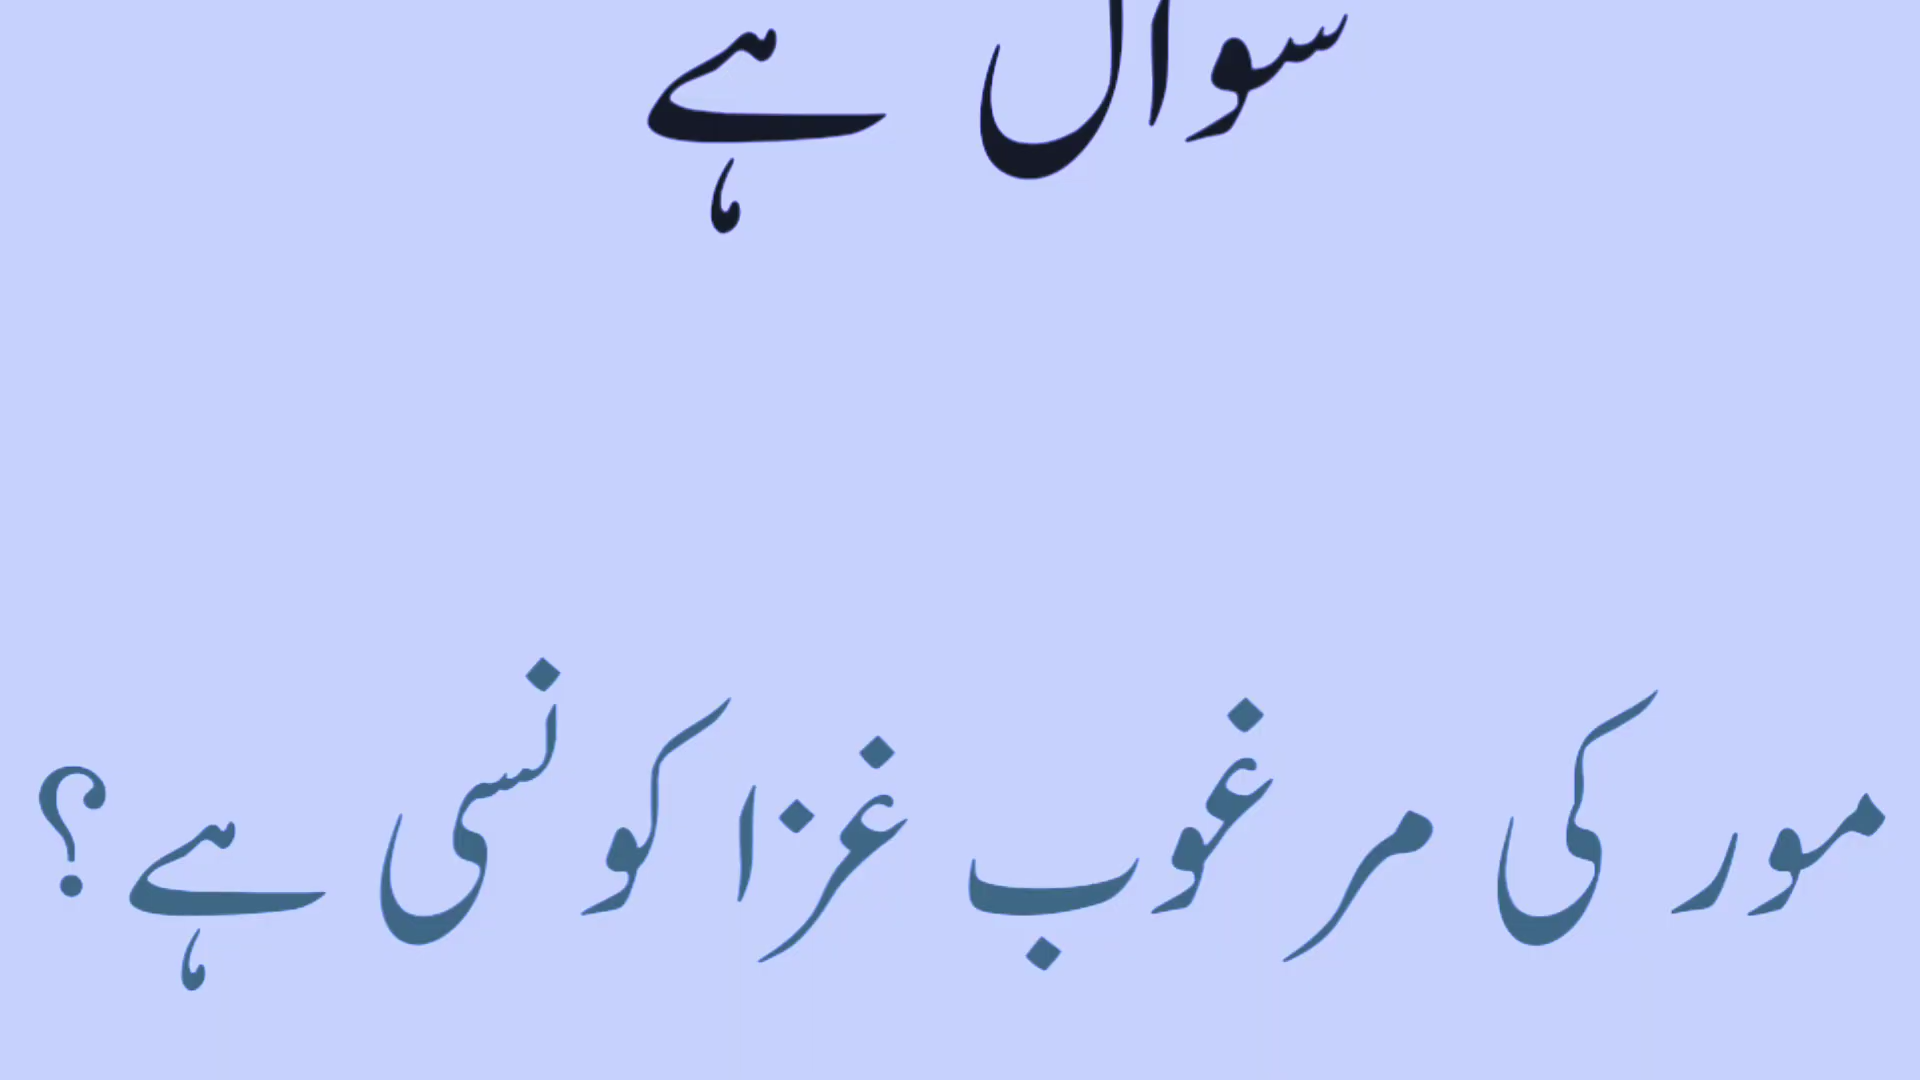 سوال ہے
مور کی مرغوب غزا کونسی ہے؟